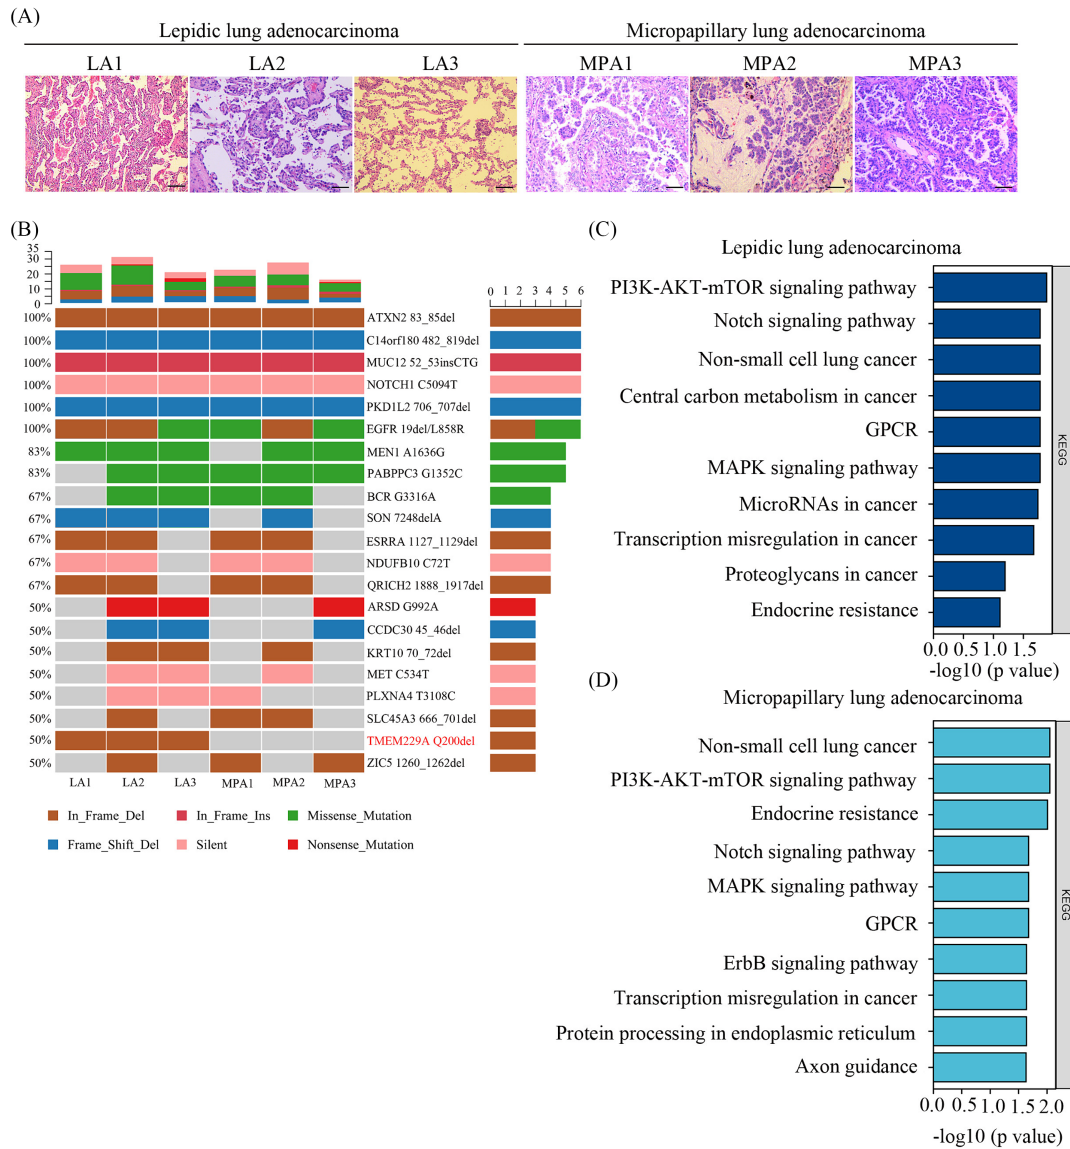 (A)
Lepidic lung adenocarcinoma
Micropapillary lung adenocarcinoma
LA1 LA2 LA3 MPA1 MPA2 MPA3
(B)
35
30
20
10
0
0 1 2 3 4 5 6
100% ATXN2 83_85del
100% C14orf180 482_819del
100% MUC12 52_53insCTG
100% NOTCH1 C5094T
100% PKD1L2 706_707del
100% EGFR 19del/L858R
83% MEN1 A1636G
83% PABPPC3 G1352C
67% BCR G3316A
67% SON 7248delA
67% ESRRA 1127_1129del
67% NDUFB10 C72T
67% QRICH2 1888_1917del
50% ARSD G992A
50% CCDC30 45_46del
50% KRT10 70_72del
50% MET C534T
50% PLXNA4 T3108C
50% SLC45A3 666_701del
50% TMEM229A Q200del
50% ZIC5 1260_1262del
LA1 LA2 LA3 MPA1 MPA2 MPA3
In_Frame_Del In_Frame_Ins Missense_Mutation
Frame_Shift_Del Silent Nonsense_Mutation
(C)
Lepidic lung adenocarcinoma
PI3K-AKT-mTOR signaling pathway
Notch signaling pathway
Non-small cell lung cancer
Central carbon metabolism in cancer
GPCR
MAPK signaling pathway
MicroRNAs in cancer
Transcription misregulation in cancer
Proteoglycans in cancer
Endocrine resistance
KEGG
0.0 0.5 1.0 1.5
-log10 (p value)
(D)
Micropapillary lung adenocarcinoma
Non-small cell lung cancer
PI3K-AKT-mTOR signaling pathway
Endocrine resistance
Notch signaling pathway
MAPK signaling pathway
GPCR
ErbB signaling pathway
Transcription misregulation in cancer
Protein processing in endoplasmic reticulum
Axon guidance
KEGG
0.0 0.5 1.0 1.5 2.0
-log10 (p value)